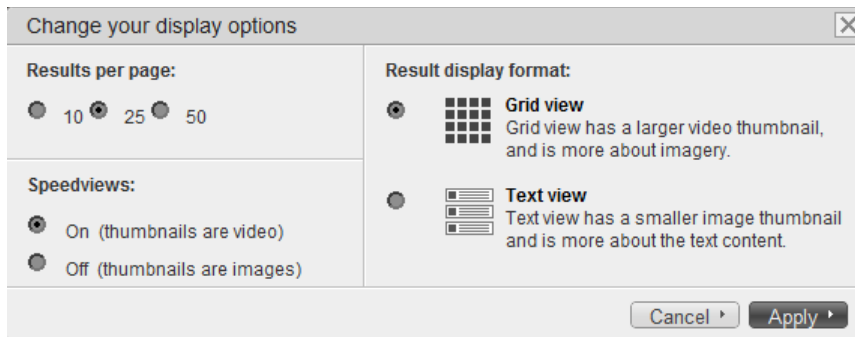 Change your display options
Results per page:
10 25 50
Speedviews:
On (thumbnails are video)
Off (thumbnails are images)
Result display format:
Grid view
Grid view has a larger video thumbnail,
and is more about imagery.
Text view
Text view has a smaller image thumbnail
and is more about the text content.
Cancel
Apply